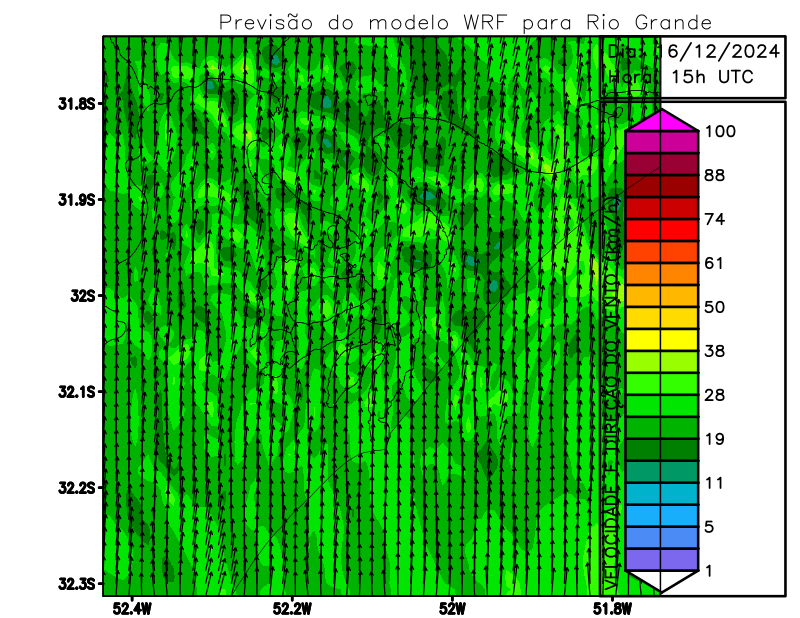 Previsão do modelo WRF para Rio Grande
Dia: 16/12/2024
Hora: 15h UTC
31.8S
31.9S
32S
32.1S
32.2S
32.3S
52.4W
52.2W
52W
51.8W
100
88
74
61
50
38
28
19
11
5
1
VELOCIDADE E DIREÇÃO DO VENTO (km/h)